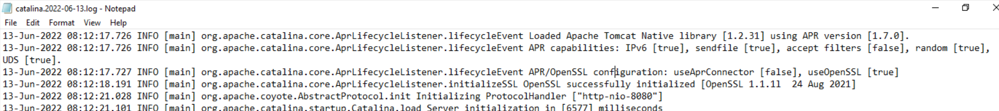 catalina.2022-06-13.log - Notepad
File Edit Format View Help
13-Jun-2022 08:12:17.726 INFO [main] org.apache.catalina.core.AprLifecycleListener.lifecycleEvent Loaded Apache Tomcat Native library [1.2.31] using APR version [1.7.0].
13-Jun-2022 08:12:17.726 INFO [main] org.apache.catalina.core.AprLifecycleListener.lifecycleEvent APR capabilities: IPv6 [true], sendfile [true], accept filters [false], random [true],
UDS [true].
13-Jun-2022 08:12:17.727 INFO [main] org.apache.catalina.core.AprLifecycleListener.lifecycleEvent APR/OpenSSL configuration: useAprConnector [false], useOpenSSL [true]
13-Jun-2022 08:12:18.191 INFO [main] org.apache.catalina.core.AprLifecycleListener.initializeSSL OpenSSL successfully initialized [OpenSSL 1.1.1l  24 Aug 2021]
13-Jun-2022 08:12:21.028 INFO [main] org.apache.coyote.AbstractProtocol.init Initializing ProtocolHandler ["http-nio-8080"]
13-Jun-2022 08:12:21.101 INFO [main] org.apache.catalina.startup.Catalina.load Server initialization in [6577] milliseconds